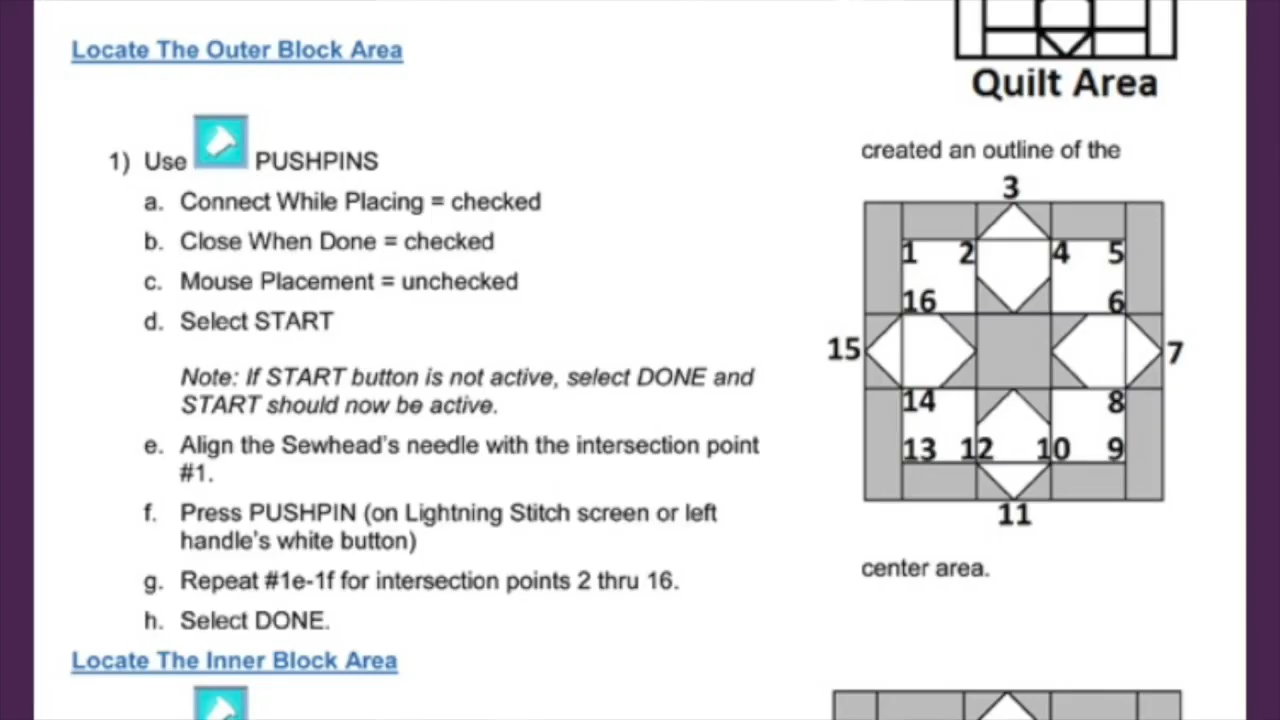 Locate The Outer Block Area
Quilt Area
1) Use PUSHPINS
a. Connect While Placing = checked
b. Close When Done = checked
c. Mouse Placement = unchecked
d. Select START
Note: If START button is not active, select DONE and
START should now be active.
e. Align the Sewhead's needle with the intersection point
#1.
f. Press PUSHPIN (on Lightning Stitch screen or left
handle's white button)
g. Repeat #1e-1f for intersection points 2 thru 16.
h. Select DONE.
created an outline of the
3
1 2 4 5
16 6
15 7
14 8
13 12 10 9
11
center area.
Locate The Inner Block Area